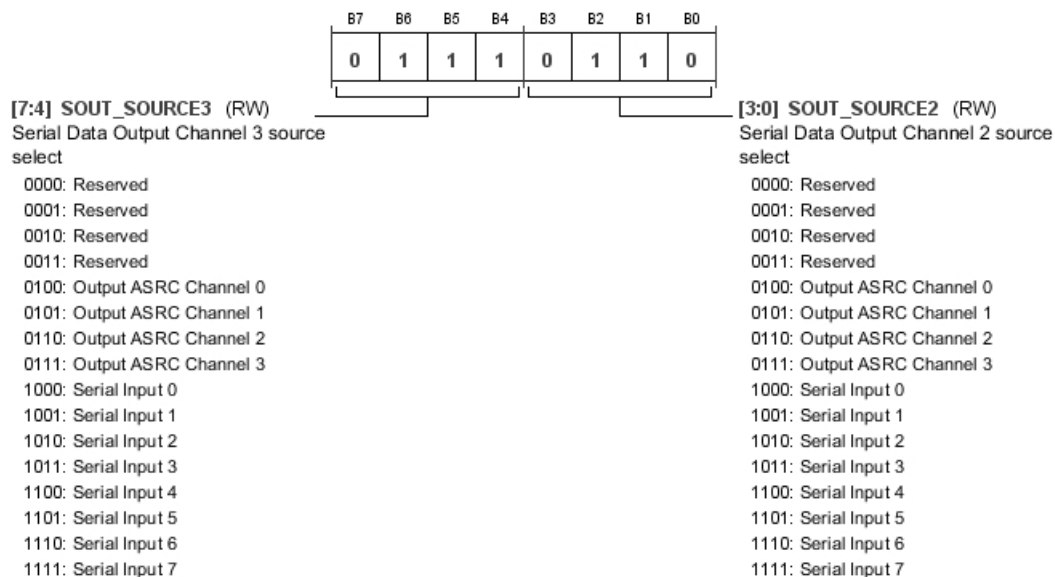 B7 B6 B5 B4 B3 B2 B1 B0
0 1 1 1 0 1 1 0
[7:4] SOUT_SOURCE3 (RW)
Serial Data Output Channel 3 source
select
0000: Reserved
0001: Reserved
0010: Reserved
0011: Reserved
0100: Output ASRC Channel 0
0101: Output ASRC Channel 1
0110: Output ASRC Channel 2
0111: Output ASRC Channel 3
1000: Serial Input 0
1001: Serial Input 1
1010: Serial Input 2
1011: Serial Input 3
1100: Serial Input 4
1101: Serial Input 5
1110: Serial Input 6
1111: Serial Input 7
[3:0] SOUT_SOURCE2 (RW)
Serial Data Output Channel 2 source
select
0000: Reserved
0001: Reserved
0010: Reserved
0011: Reserved
0100: Output ASRC Channel 0
0101: Output ASRC Channel 1
0110: Output ASRC Channel 2
0111: Output ASRC Channel 3
1000: Serial Input 0
1001: Serial Input 1
1010: Serial Input 2
1011: Serial Input 3
1100: Serial Input 4
1101: Serial Input 5
1110: Serial Input 6
1111: Serial Input 7